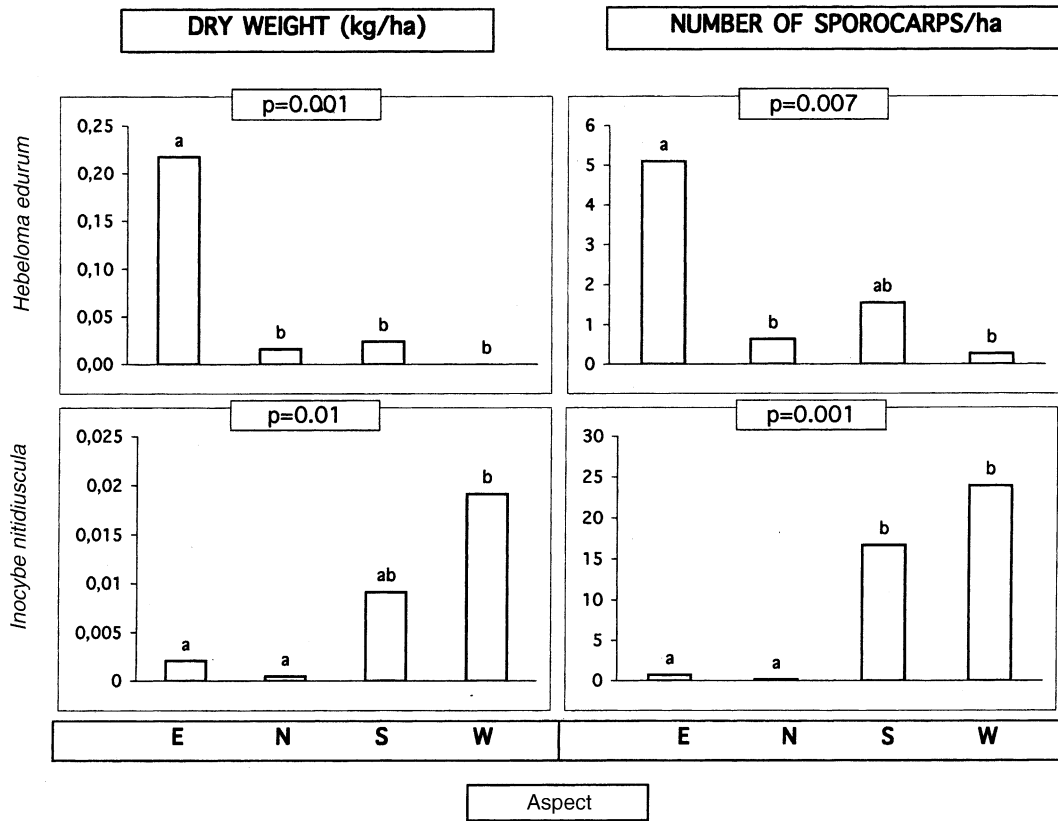 DRY WEIGHT (kg/ha)
NUMBER OF SPOROCARPS/ha
Hebeloma edurum
p=0.001
0,25
0,20
0,15
0,10
0,05
0,00
a
b
b
b
p=0.007
6
5
4
3
2
1
0
a
b
ab
b
Inocybe nitidiuscula
p=0.01
0,025
0,02
0,015
0,01
0,005
0
a
a
ab
b
p=0.001
30
25
20
15
10
5
0
a
a
b
b
E N S W E N S W
Aspect